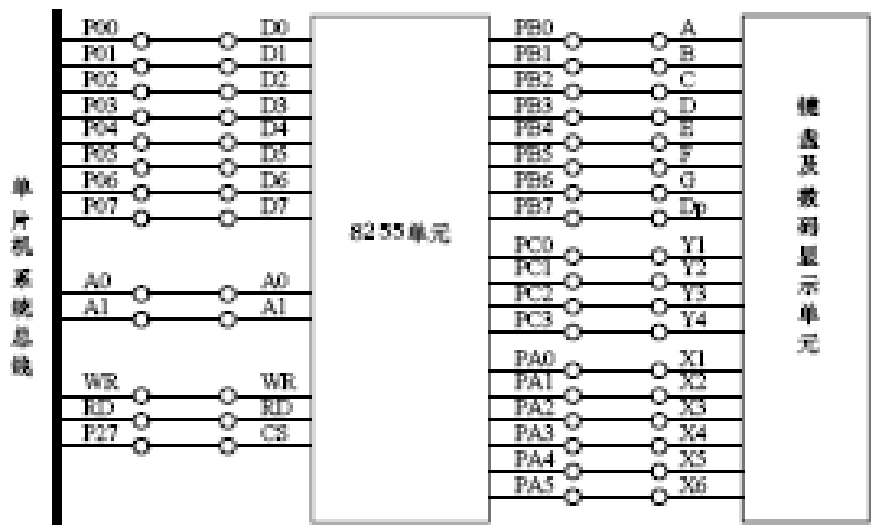 单片机系统总线
P00 D0
P01 D1
P02 D2
P03 D3
P04 D4
P05 D5
P06 D6
P07 D7
A0 A0
A1 A1
WR WR
RD RD
P27 CS
8255单元
PB0 A
PB1 B
PB2 C
PB3 D
PB4 E
PB5 F
PB6 G
PB7 Dp
PC0 Y1
PC1 Y2
PC2 Y3
PC3 Y4
PA0 X1
PA1 X2
PA2 X3
PA3 X4
PA4 X5
PA5 X6
键盘及数码显示单元